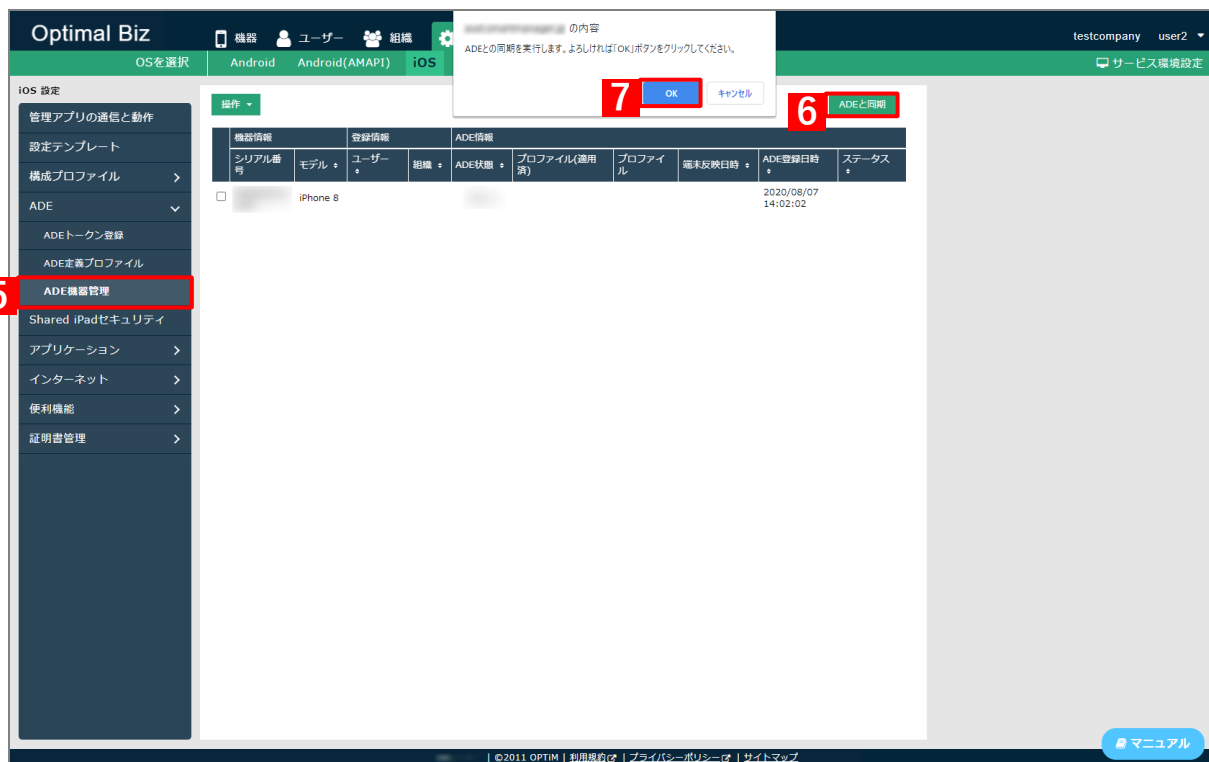 Optimal Biz
機器
ユーザー
組織
testcompany user2
の内容
ADEとの同期を実行します。よろしければ「OK」ボタンをクリックしてください。
7
OK
キャンセル
OSを選択
Android
Android(AMAPI)
iOS
サービス環境設定
iOS 設定
管理アプリの通信と動作
設定テンプレート
構成プロファイル
ADE
ADEトークン登録
ADE定義プロファイル
5
ADE機器管理
Shared iPadセキュリティ
アプリケーション
インターネット
便利機能
証明書管理
操作
6
ADEと同期
機器情報
登録情報
ADE情報
シリアル番号
モデル
ユーザー
組織
ADE状態
プロファイル(適用済)
プロファイル
端末反映日時
ADE登録日時
ステータス
iPhone 8
2020/08/07
14:02:02
マニュアル
| ©2011 OPTiM | 利用規約 | プライバシーポリシー | サイトマップ